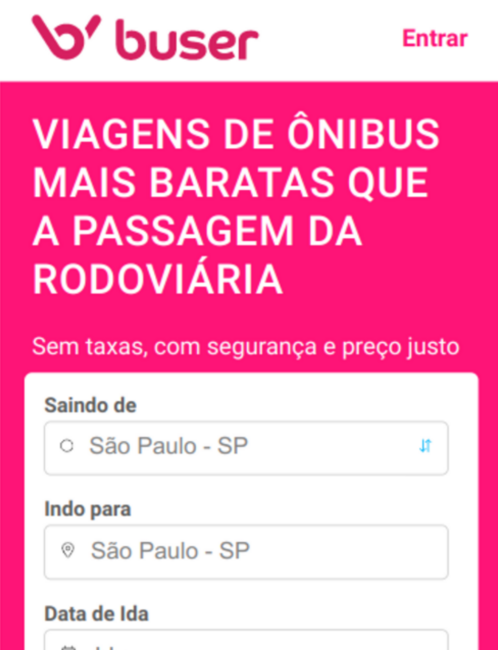 buser
Entrar
VIAGENS DE ÔNIBUS
MAIS BARATAS QUE
A PASSAGEM DA
RODOVIÁRIA
Sem taxas, com segurança e preço justo
Saindo de
São Paulo - SP
Indo para
São Paulo - SP
Data de Ida